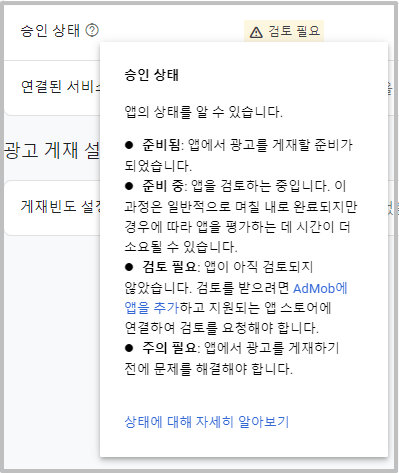 승인 상태
검토 필요
승인 상태
연결된 서비스
앱의 상태를 알 수 있습니다.
● 준비됨: 앱에서 광고를 게재할 준비가
되었습니다.
광고 게재 설
● 준비 중: 앱을 검토하는 중입니다. 이
과정은 일반적으로 며칠 내로 완료되지만
게재빈도 설정
경우에 따라 앱을 평가하는 데 시간이 더
소요될 수 있습니다.
● 검토 필요: 앱이 아직 검토되지
않았습니다. 검토를 받으려면 AdMob에
앱을 추가하고 지원되는 앱 스토어에
연결하여 검토를 요청해야 합니다.
● 주의 필요: 앱에서 광고를 게재하기
전에 문제를 해결해야 합니다.
상태에 대해 자세히 알아보기